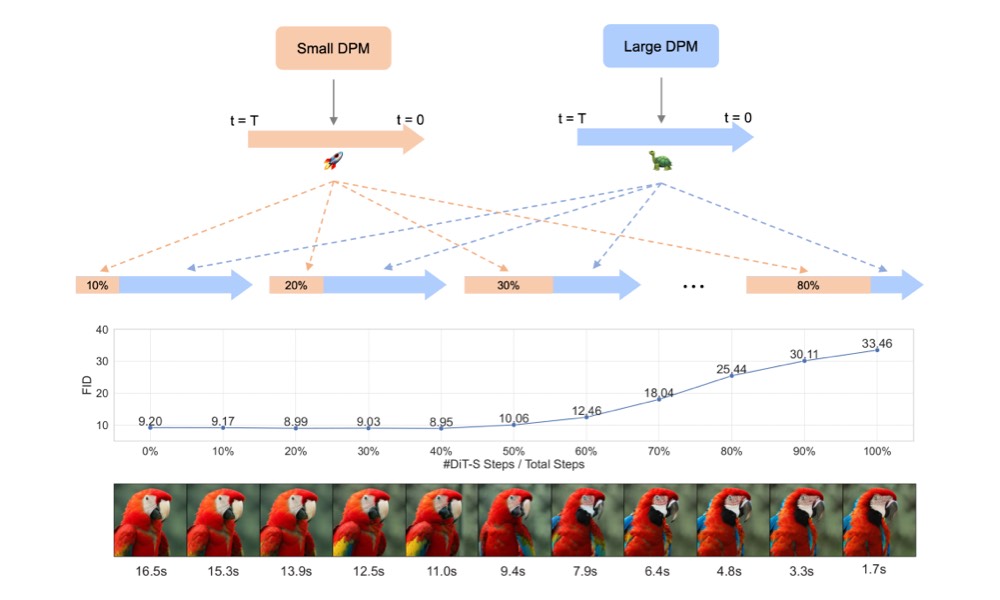 Small DPM
Large DPM
t = T
t = 0
t = T
t = 0
10%
20%
30%
...
80%
40
30
20
10
FID
9.20
9.17
8.99
9.03
8.95
10.06
12.46
18.04
25.44
30.11
33.46
0%
10%
20%
30%
40%
50%
60%
70%
80%
90%
100%
#DiT-S Steps / Total Steps
16.5s
15.3s
13.9s
12.5s
11.0s
9.4s
7.9s
6.4s
4.8s
3.3s
1.7s